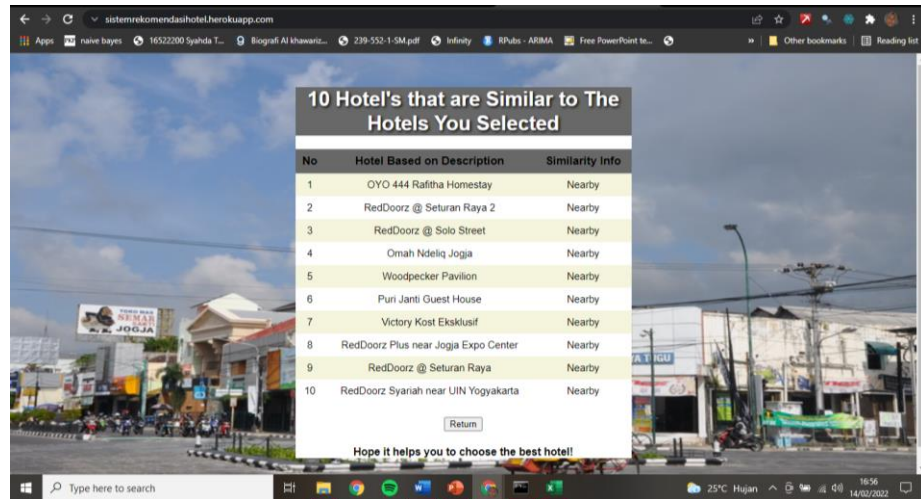 sistemrekomendasihotel.herokuapp.com
Apps naive bayes 16522200 Syahda T... Biografi Al khawariz... 239-552-1-SM.pdf Infinity RPubs - ARIMA Free PowerPoint te... » Other bookmarks Reading list
10 Hotel's that are Similar to The
Hotels You Selected
No Hotel Based on Description Similarity Info
1 OYO 444 Rafitha Homestay Nearby
2 RedDoorz @ Seturan Raya 2 Nearby
3 RedDoorz @ Solo Street Nearby
4 Omah Ndeliq Jogja Nearby
5 Woodpecker Pavilion Nearby
6 Puri Janti Guest House Nearby
7 Victory Kost Eksklusif Nearby
8 RedDoorz Plus near Jogja Expo Center Nearby
9 RedDoorz @ Seturan Raya Nearby
10 RedDoorz Syariah near UIN Yogyakarta Nearby
Return
Hope it helps you to choose the best hotel!
SEMAR
JOGJA
TUGU
Type here to search
25°C Hujan
16:56
14/02/2022